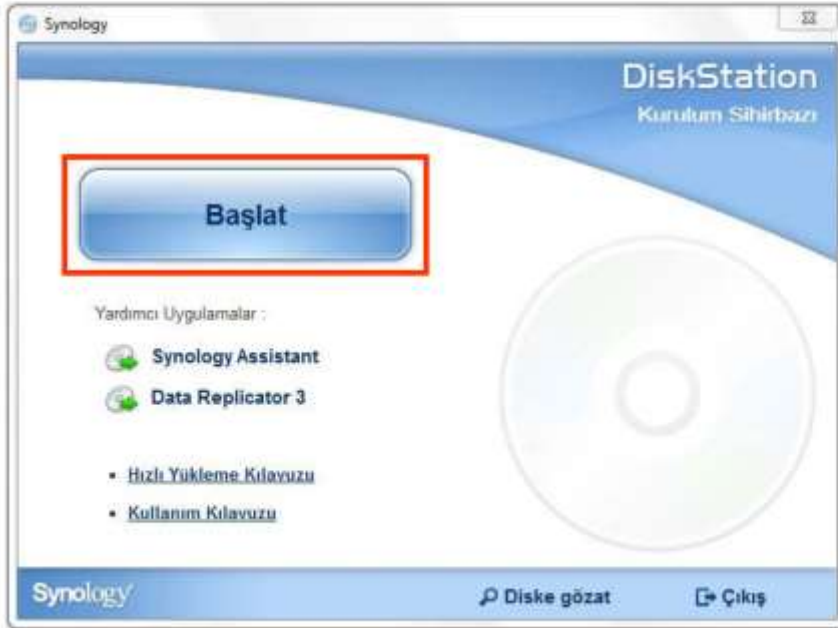 Synology
DiskStation
Kurulum Sihirbazı
Başlat
Yardımcı Uygulamalar :
Synology Assistant
Data Replicator 3
• Hızlı Yükleme Kılavuzu
• Kullanım Kılavuzu
Synology Diske gözat Çıkış